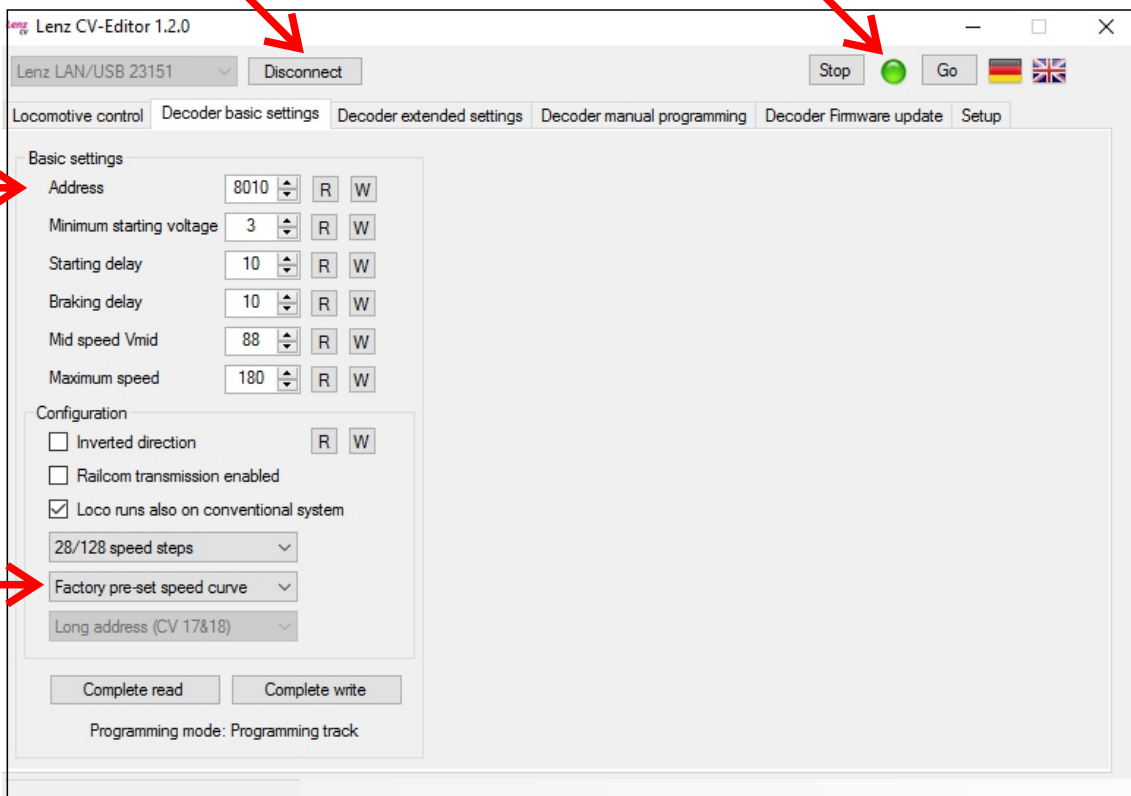 Lenz CV Lenz CV-Editor 1.2.0
Lenz LAN/USB 23151 Disconnect Stop Go
Locomotive control Decoder basic settings Decoder extended settings Decoder manual programming Decoder Firmware update Setup
Basic settings
Address 8010 R W
Minimum starting voltage 3 R W
Starting delay 10 R W
Braking delay 10 R W
Mid speed Vmid 88 R W
Maximum speed 180 R W
Configuration
Inverted direction R W
Railcom transmission enabled
Loco runs also on conventional system
28/128 speed steps
Factory pre-set speed curve
Long address (CV 17&18)
Complete read Complete write
Programming mode: Programming track